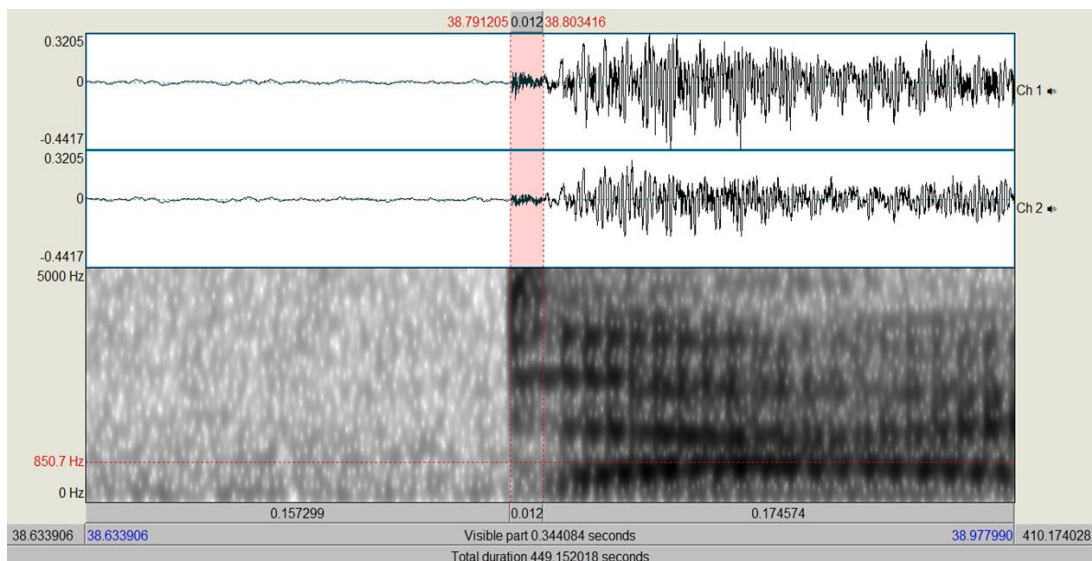 38.791205 0.012 38.803416
0.3205
0
-0.4417
Ch 1
0.3205
0
-0.4417
Ch 2
5000 Hz
850.7 Hz
0 Hz
0.157299 0.012 0.174574
38.633906 38.633906 Visible part 0.344084 seconds 38.977990 410.174028
Total duration 449.152018 seconds